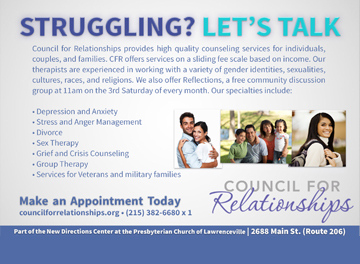 STRUGGLING? LET'S TALK
Council for Relationships provides high quality counseling services for individuals,
couples, and families. CFR offers services on a sliding fee scale based on income. Our
therapists are experienced in working with a variety of gender identities, sexualities,
cultures, races, and religions. We also offer Reflections, a free community discussion
group at 11am on the 3rd Saturday of every month. Our specialties include:
• Depression and Anxiety
• Stress and Anger Management
• Divorce
• Sex Therapy
• Grief and Crisis Counseling
• Group Therapy
• Services for Veterans and military families
COUNCIL FOR
Relationships
Make an Appointment Today
councilforrelationships.org • (215) 382-6680 x 1
Part of the New Directions Center at the Presbyterian Church of Lawrenceville | 2688 Main St. (Route 206)